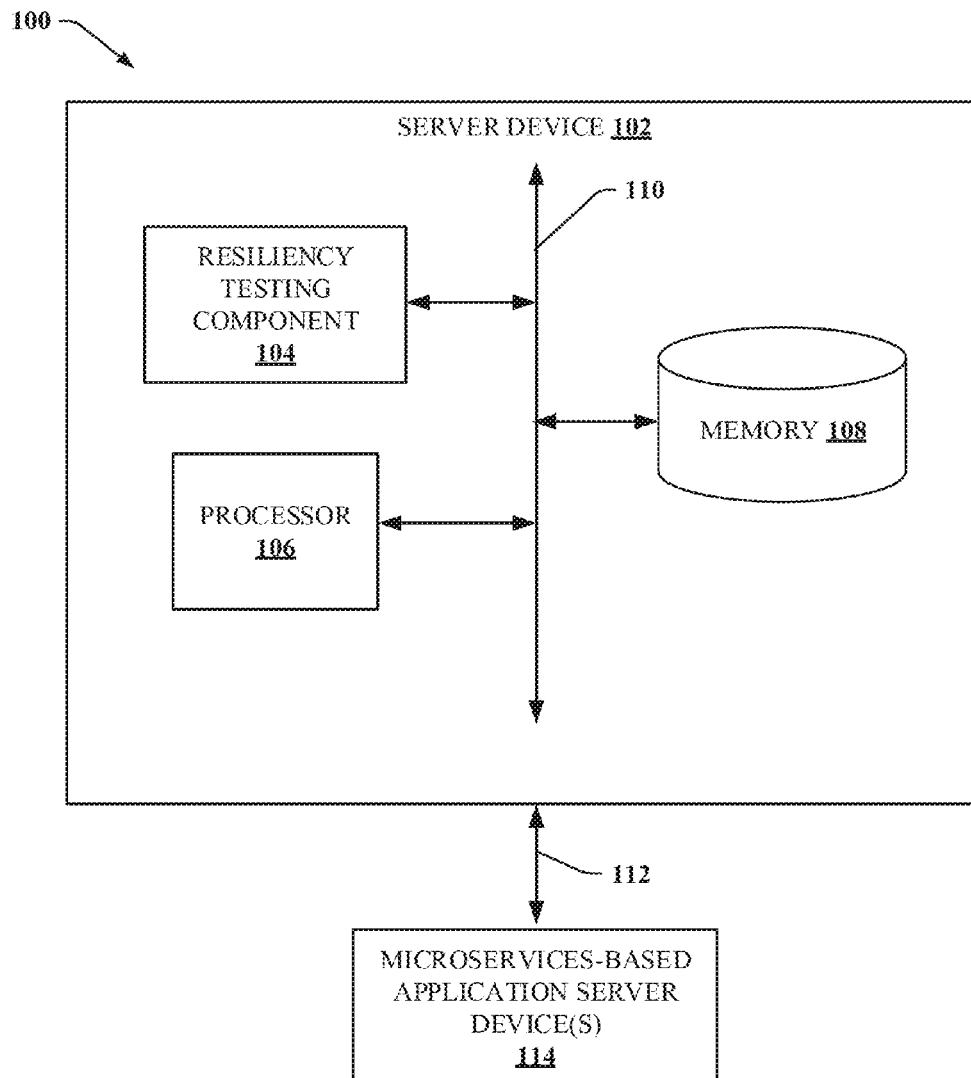 100
SERVER DEVICE 102
110
RESILIENCY
TESTING
COMPONENT
104
MEMORY 108
PROCESSOR
106
112
MICROSERVICES-BASED
APPLICATION SERVER
DEVICE(S)
114